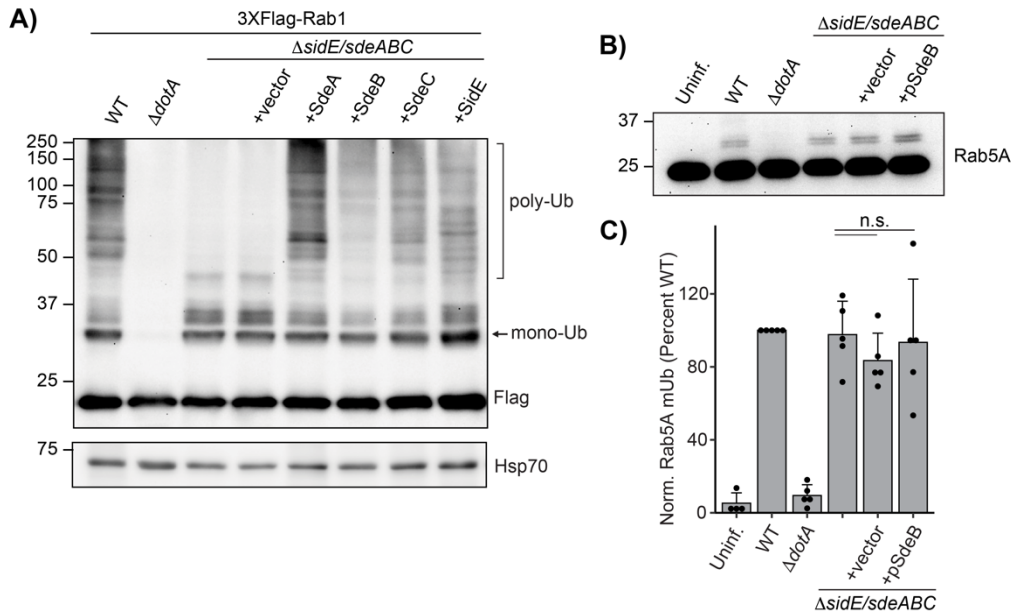 A)
3XFlag-Rab1
ΔsidE/sdeABC
WT
ΔdotA
+vector
+SdeA
+SdeB
+SdeC
+SidE
250
150
100
75
50
37
25
poly-Ub
mono-Ub
Flag
75
Hsp70
B)
ΔsidE/sdeABC
Uninf.
WT
ΔdotA
+vector
+pSdeB
37
25
Rab5A
C)
n.s.
Norm. Rab5A mUb (Percent WT)
120
80
40
0
Uninf.
WT
ΔdotA
+vector
+pSdeB
ΔsidE/sdeABC